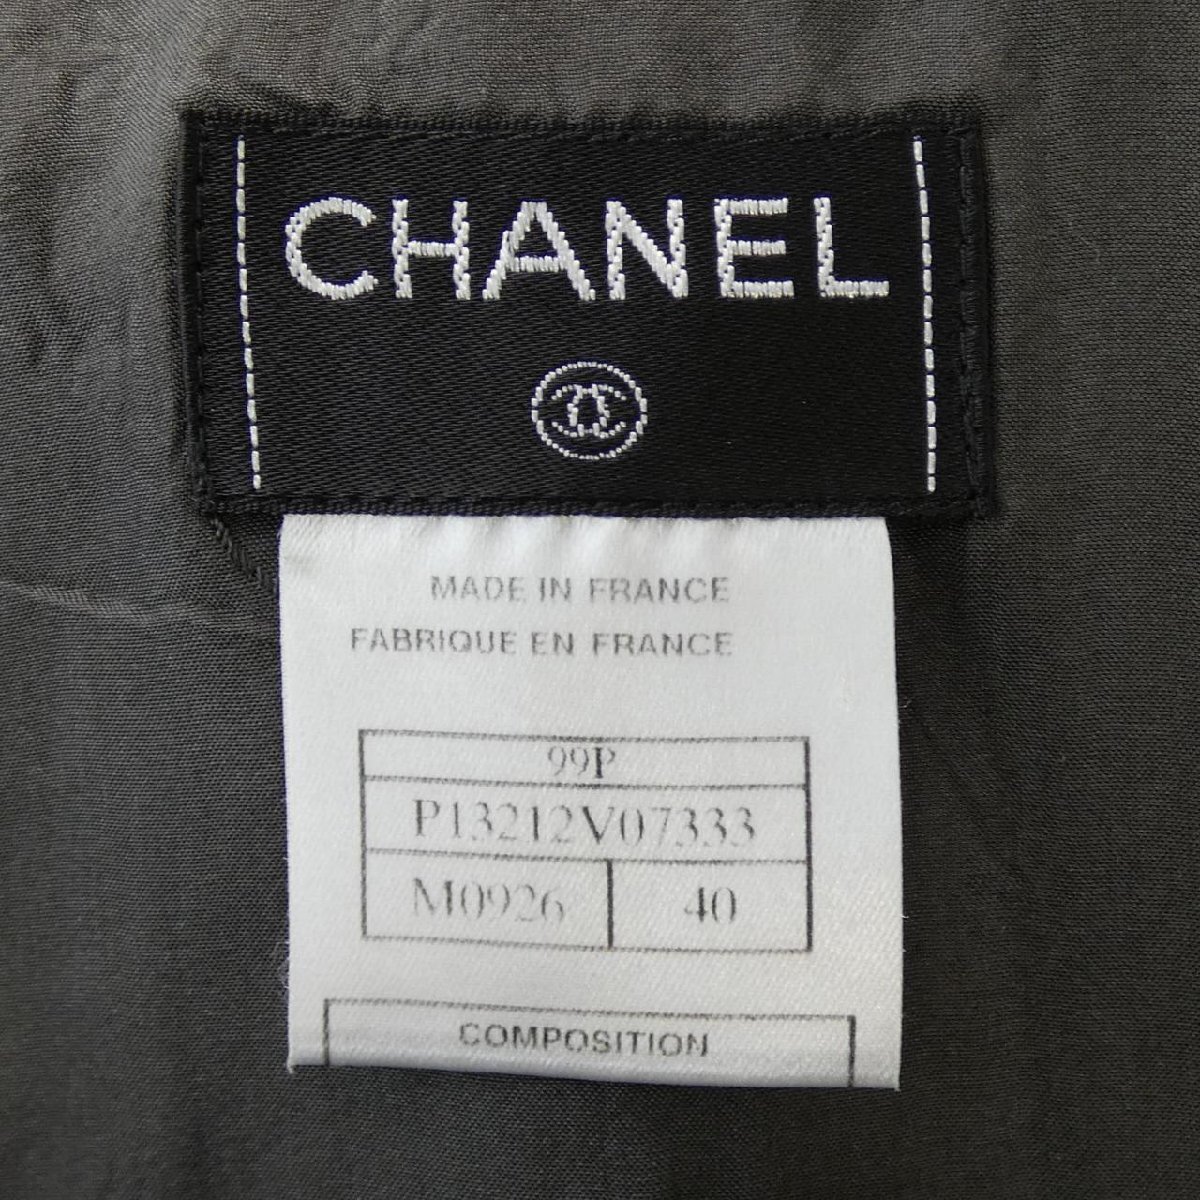 CHANEL
MADE IN FRANCE
FABRIQUE EN FRANCE
99P
P13212V07333
M0926 40
COMPOSITION